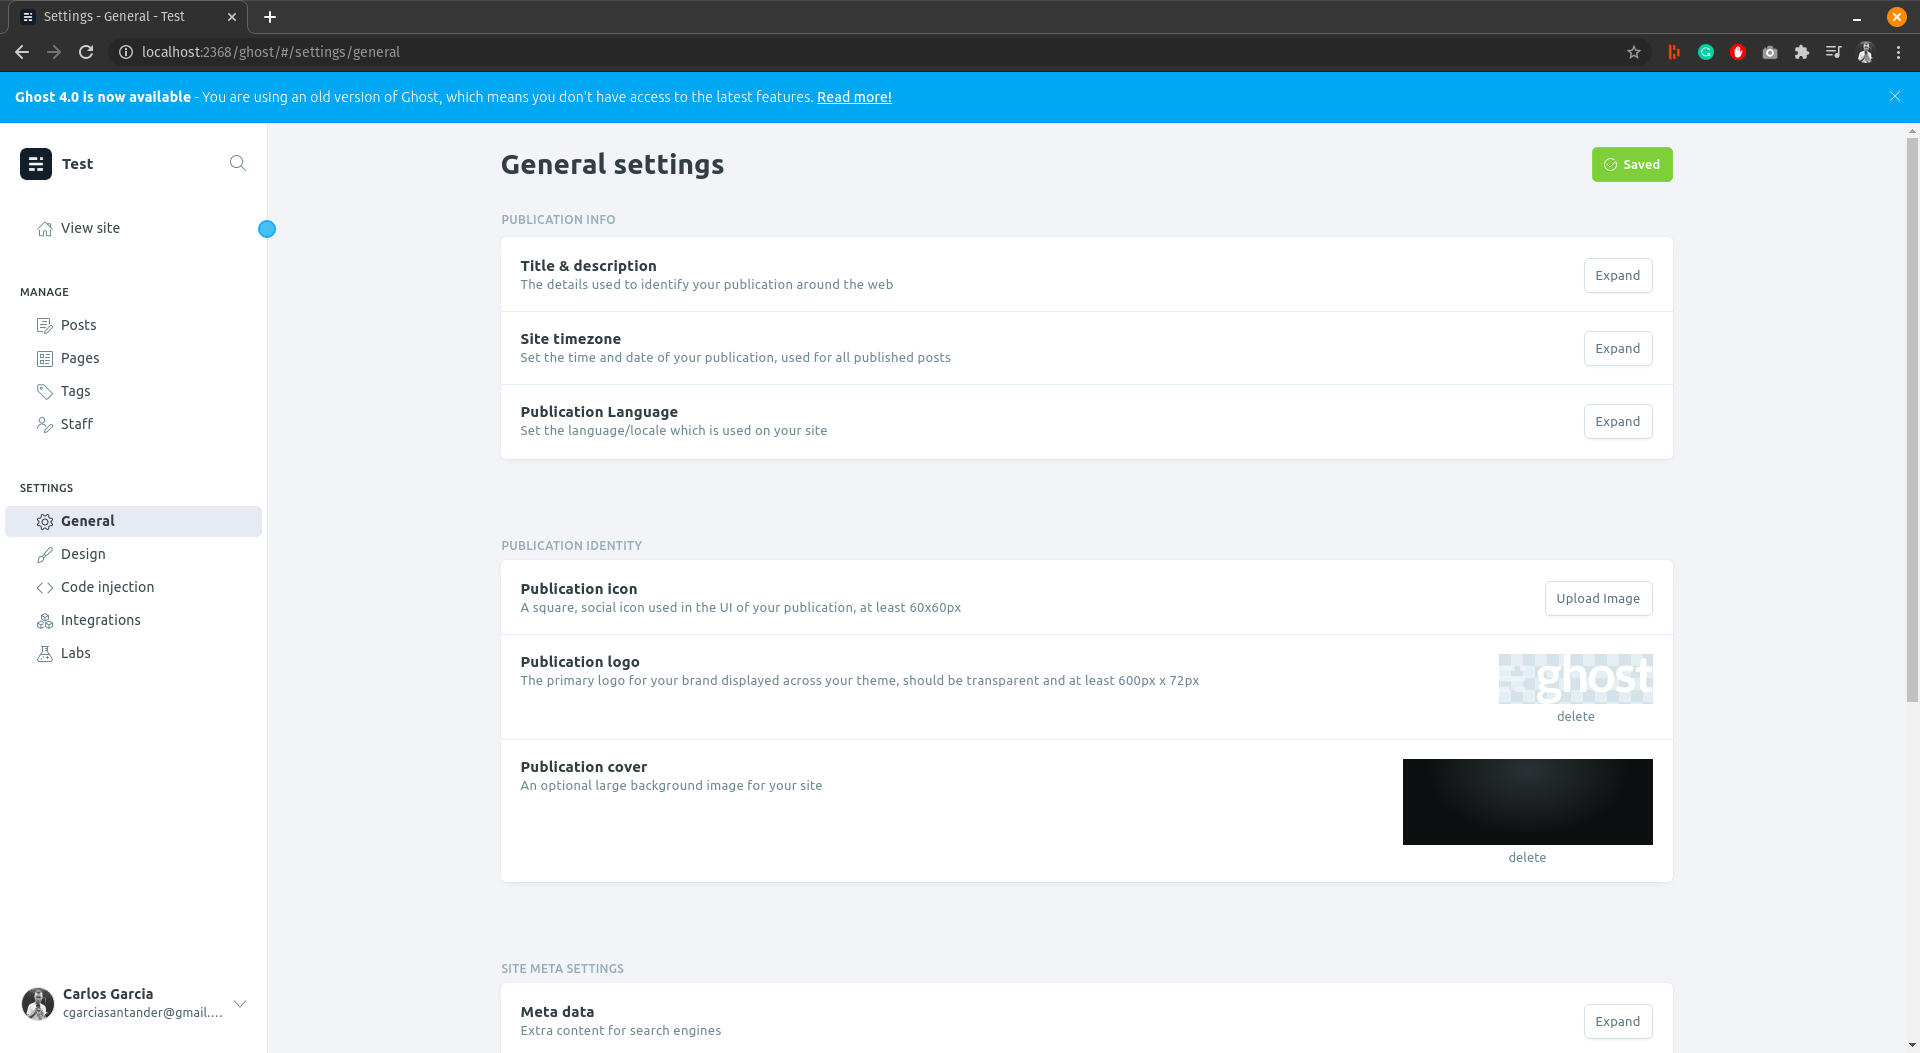 Settings - General - Test
localhost:2368/ghost/#/settings/general
Ghost 4.0 is now available - You are using an old version of Ghost, which means you don't have access to the latest features. Read more!
Test
View site
MANAGE
Posts
Pages
Tags
Staff
SETTINGS
General
Design
Code injection
Integrations
Labs
Carlos Garcia
cgarciasantander@gmail....
General settings
Saved
PUBLICATION INFO
Title & description
The details used to identify your publication around the web
Expand
Site timezone
Set the time and date of your publication, used for all published posts
Expand
Publication Language
Set the language/locale which is used on your site
Expand
PUBLICATION IDENTITY
Publication icon
A square, social icon used in the UI of your publication, at least 60x60px
Upload Image
Publication logo
The primary logo for your brand displayed across your theme, should be transparent and at least 600px x 72px
ghost
delete
Publication cover
An optional large background image for your site
delete
SITE META SETTINGS
Meta data
Extra content for search engines
Expand